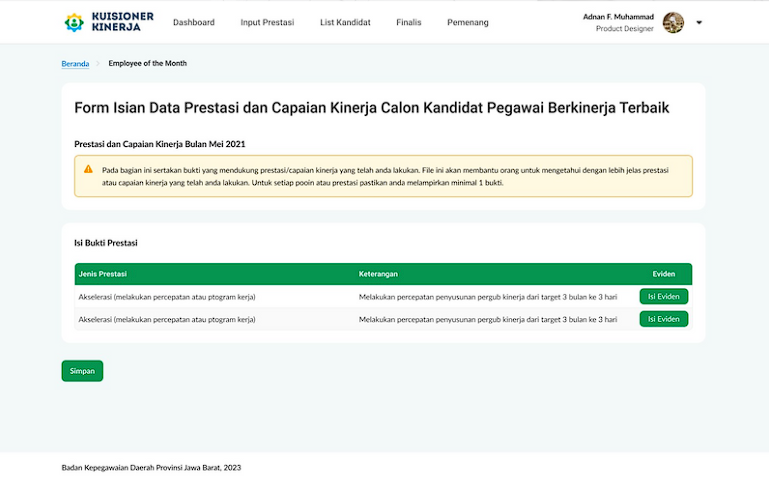 KUISIONER
KINERJA
Dashboard
Input Prestasi
List Kandidat
Finalis
Pemenang
Adnan F. Muhammad
Product Designer
Beranda
Employee of the Month
Form Isian Data Prestasi dan Capaian Kinerja Calon Kandidat Pegawai Berkinerja Terbaik
Prestasi dan Capaian Kinerja Bulan Mei 2021
Pada bagian ini sertakan bukti yang mendukung prestasi/capaian kinerja yang telah anda lakukan. File ini akan membantu orang untuk mengetahui dengan lebih jelas prestasi
atau capaian kinerja yang telah anda lakukan. Untuk setiap pooin atau prestasi pastikan anda melampirkan minimal 1 bukti.
Isi Bukti Prestasi
Jenis Prestasi Keterangan Eviden
Akselerasi (melakukan percepatan atau ptogram kerja) Melakukan percepatan penyusunan pergub kinerja dari target 3 bulan ke 3 hari Isi Eviden
Akselerasi (melakukan percepatan atau ptogram kerja) Melakukan percepatan penyusunan pergub kinerja dari target 3 bulan ke 3 hari Isi Eviden
Simpan
Badan Kepegawaian Daerah Provinsi Jawa Barat, 2023